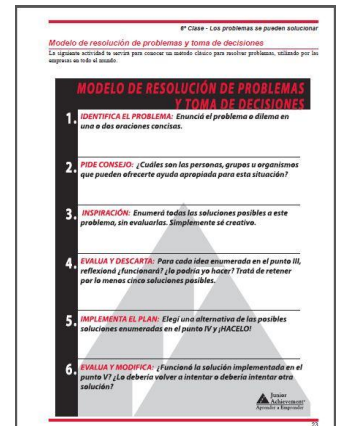 8ª Clase - Los problemas se pueden solucionar
Modelo de resolución de problemas y toma de decisiones
La siguiente actividad te servirá para conocer un método clásico para resolver problemas, utilizado por las
empresas en todo el mundo.
MODELO DE RESOLUCIÓN DE PROBLEMAS
Y TOMA DE DECISIONES
1. IDENTIFICA EL PROBLEMA: Enunciá el problema o dilema en
una o dos oraciones concisas.
2. PIDE CONSEJO: ¿Cuáles son las personas, grupos u organismos
que pueden ofrecerte ayuda apropiada para esta situación?
3. INSPIRACIÓN: Enumerá todas las soluciones posibles a este
problema, sin evaluarlas. Simplemente sé creativo.
4. EVALUA Y DESCARTA: Para cada idea enumerada en el punto III,
reflexioná ¿funcionará? ¿lo podría yo hacer? Tratá de retener
por lo menos cinco soluciones posibles.
5. IMPLEMENTA EL PLAN: Elegí una alternativa de las posibles
soluciones enumeradas en el punto IV y ¡HACELO!
6. EVALUA Y MODIFICA: ¿Funcionó la solución implementada en el
punto V? ¿Lo debería volver a intentar o debería intentar otra
solución?
Junior
Achievement
Aprender a Emprender
23